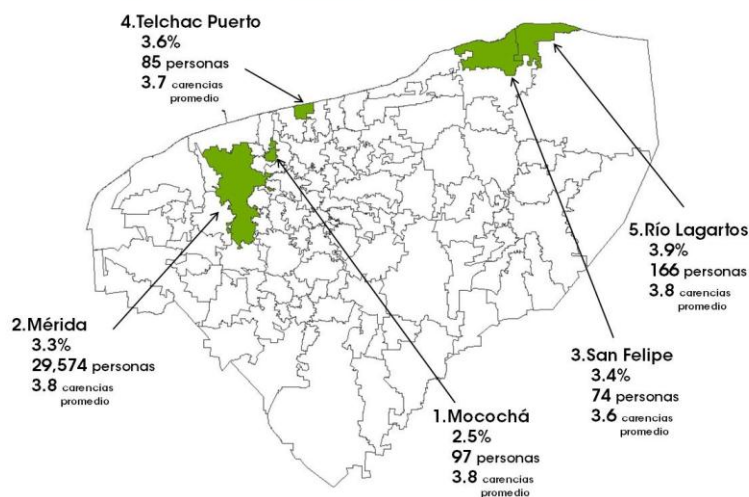 4.Telchac Puerto
3.6%
85 personas
3.7 carencias
promedio
5.Río Lagartos
3.9%
166 personas
3.8 carencias
promedio
2.Mérida
3.3%
29,574 personas
3.8 carencias
promedio
3.San Felipe
3.4%
74 personas
3.6 carencias
promedio
1.Mocochá
2.5%
97 personas
3.8 carencias
promedio